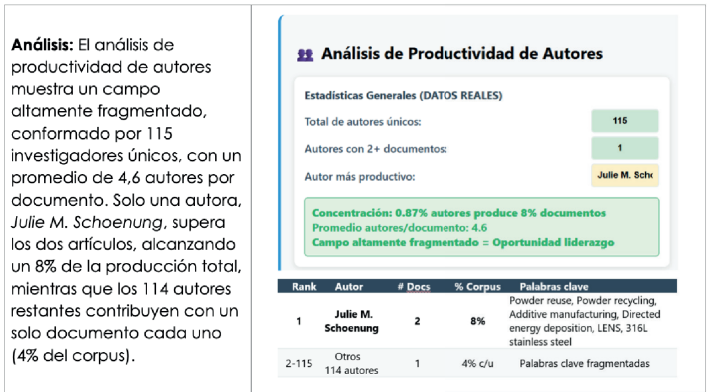 Análisis: El análisis de
productividad de autores
muestra un campo
altamente fragmentado,
conformado por 115
investigadores únicos, con un
promedio de 4,6 autores por
documento. Solo una autora,
Julie M. Schoenung, supera
los dos artículos, alcanzando
un 8% de la producción total,
mientras que los 114 autores
restantes contribuyen con un
solo documento cada uno
(4% del corpus).
Análisis de Productividad de Autores
Estadísticas Generales (DATOS REALES)
Total de autores únicos: 115
Autores con 2+ documentos: 1
Autor más productivo: Julie M. Scho
Concentración: 0.87% autores produce 8% documentos
Promedio autores/documento: 4.6
Campo altamente fragmentado = Oportunidad liderazgo
Rank Autor # Docs % Corpus Palabras clave
1 Julie M. Schoenung 2 8% Powder reuse, Powder recycling,
Additive manufacturing, Directed
energy deposition, LENS, 316L
stainless steel
2-115 Otros 114 autores 1 4% c/u Palabras clave fragmentadas